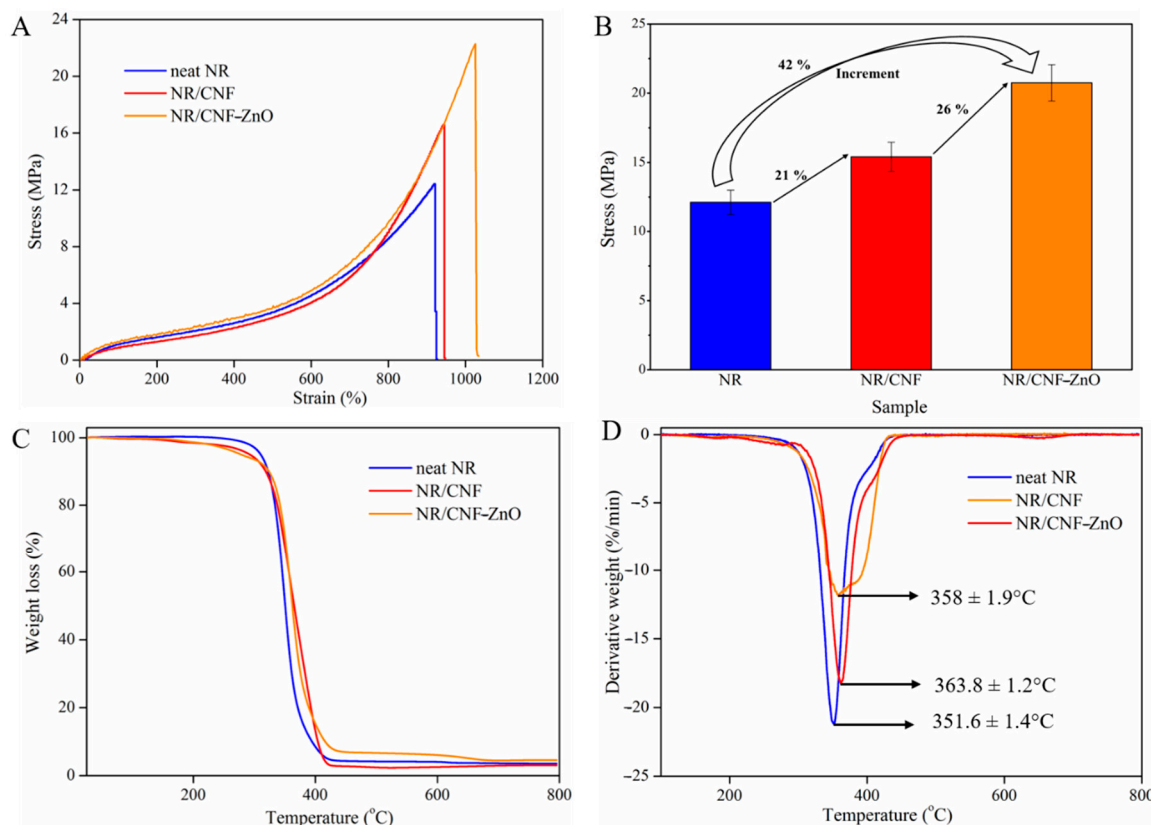 A
24
20
16
12
8
4
0
Stress (MPa)
neat NR
NR/CNF
NR/CNF–ZnO
0 200 400 600 800 1000 1200
Strain (%)
B
25
20
15
10
5
0
Stress (MPa)
42 %
Increment
26 %
21 %
NR NR/CNF NR/CNF–ZnO
Sample
C
100
80
60
40
20
0
Weight loss (%)
neat NR
NR/CNF
NR/CNF–ZnO
200 400 600 800
Temperature (°C)
D
0
−5
−10
−15
−20
−25
Derivative weight (%/min)
neat NR
NR/CNF
NR/CNF–ZnO
358 ± 1.9°C
363.8 ± 1.2°C
351.6 ± 1.4°C
200 400 600 800
Temperature (°C)